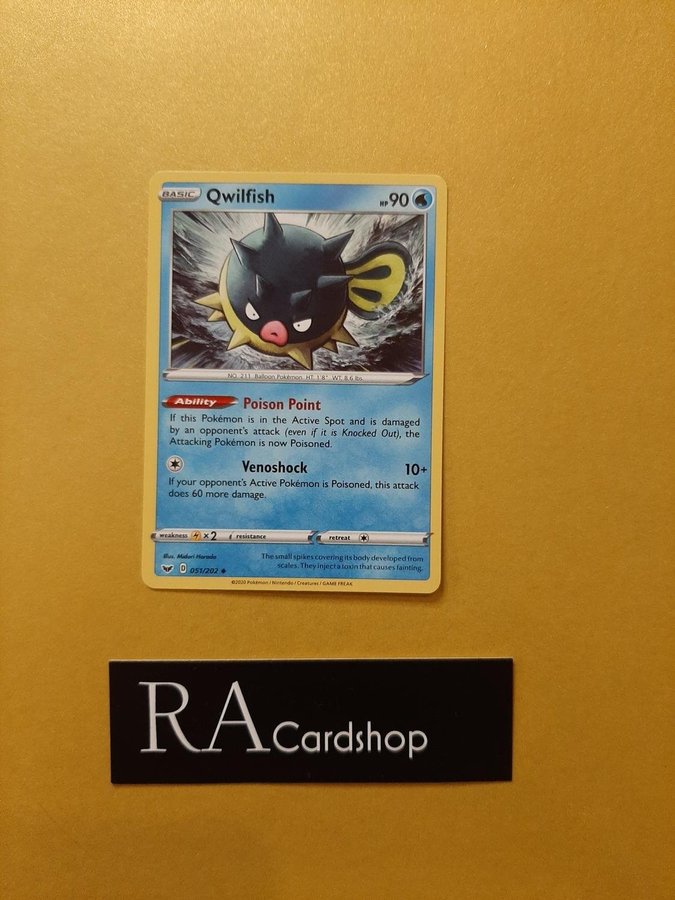 BASIC Qwilfish HP 90
NO. 211 Balloon Pokémon HT: 1'8" WT: 8.6 lbs.
Ability Poison Point
If this Pokémon is in the Active Spot and is damaged
by an opponent's attack (even if it is Knocked Out), the
Attacking Pokémon is now Poisoned.
Venoshock 10+
If your opponent's Active Pokémon is Poisoned, this attack
does 60 more damage.
weakness ×2 resistance retreat
Illus. Midori Harada
The small spikes covering its body developed from
scales. They inject a toxin that causes fainting.
D 051/202
©2020 Pokémon / Nintendo / Creatures / GAME FREAK
RA Cardshop